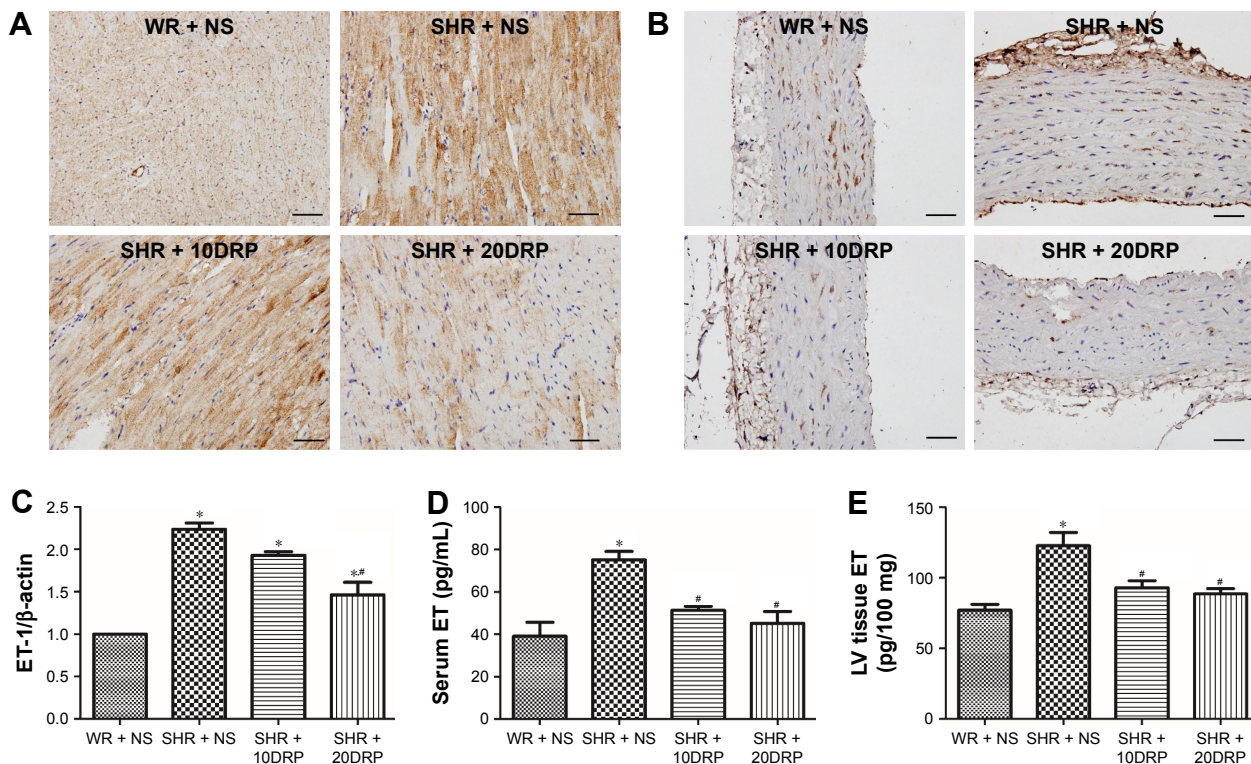 A
WR + NS
SHR + NS
SHR + 10DRP
SHR + 20DRP
B
WR + NS
SHR + NS
SHR + 10DRP
SHR + 20DRP
C
ET-1/β-actin
2.5
2.0
1.5
1.0
0.5
0.0
*
*
*#
WR + NS
SHR + NS
SHR +
10DRP
SHR +
20DRP
D
Serum ET (pg/mL)
100
80
60
40
20
0
*
#
#
WR + NS
SHR + NS
SHR +
10DRP
SHR +
20DRP
E
LV tissue ET
(pg/100 mg)
150
100
50
0
*
#
#
WR + NS
SHR + NS
SHR +
10DRP
SHR +
20DRP